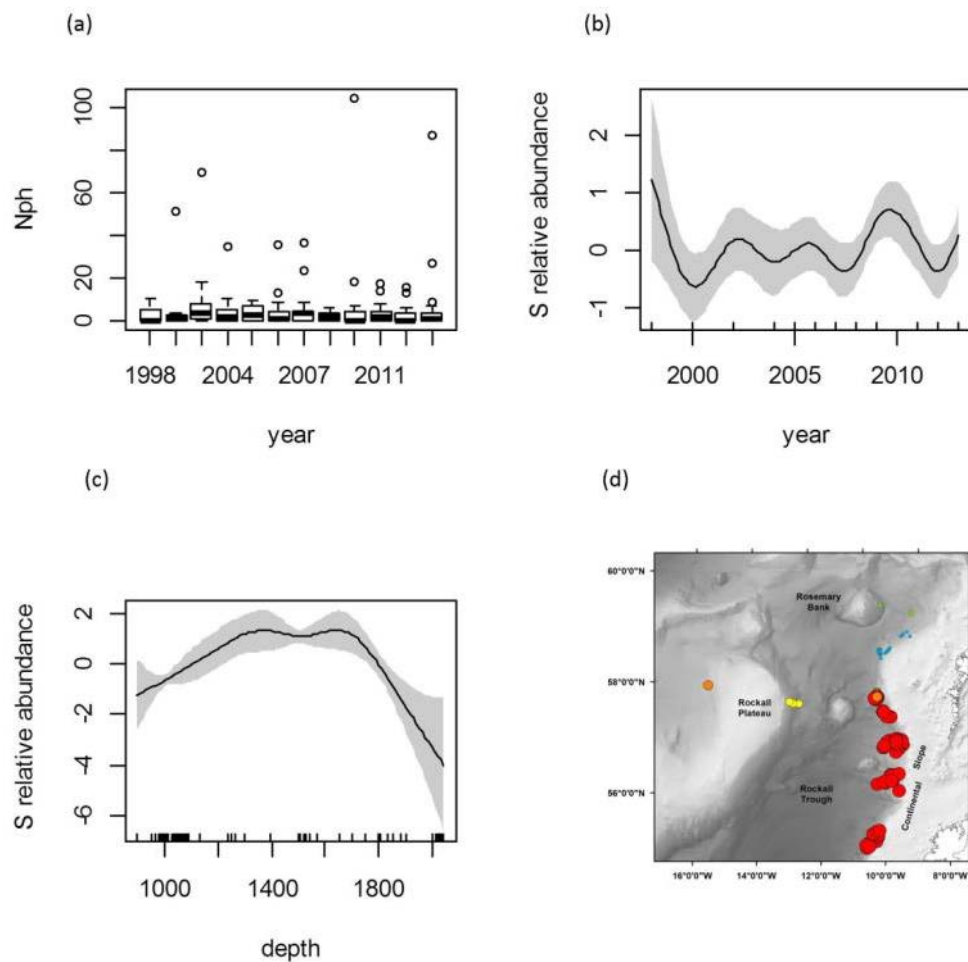 (a)
(b)
Nph
100
60
20
0
1998
2004
2007
2011
year
S relative abundance
2
1
0
-1
2000
2005
2010
year
(c)
(d)
S relative abundance
2
0
-2
-4
-6
1000
1400
1800
depth
60°0'0"N
58°0'0"N
56°0'0"N
Rosemary
Bank
Rockall
Plateau
Rockall
Trough
Continental Slope
16°0'0"W
14°0'0"W
12°0'0"W
10°0'0"W
8°0'0"W